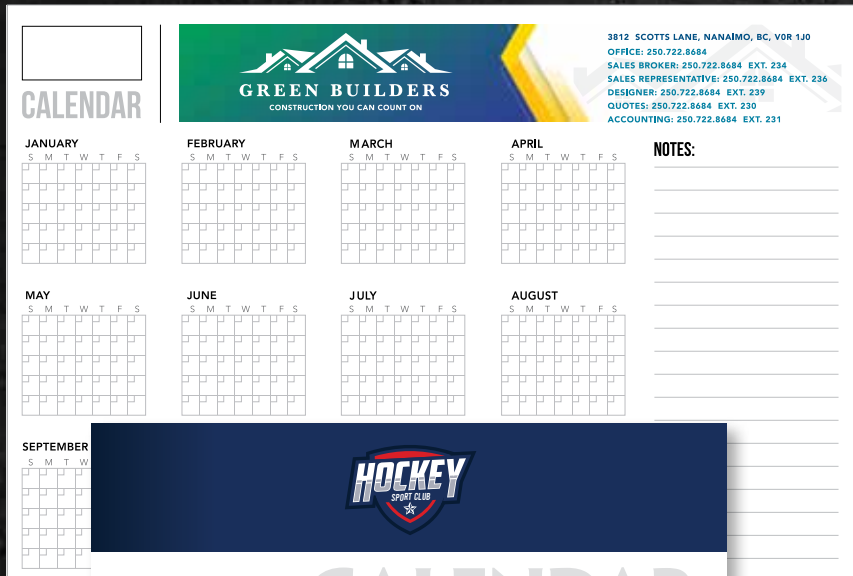 CALENDAR
GREEN BUILDERS
CONSTRUCTION YOU CAN COUNT ON
3812 SCOTTS LANE, NANAIMO, BC, V0R 1J0
OFFICE: 250.722.8684
SALES BROKER: 250.722.8684 EXT. 234
SALES REPRESENTATIVE: 250.722.8684 EXT. 236
DESIGNER: 250.722.8684 EXT. 239
QUOTES: 250.722.8684 EXT. 230
ACCOUNTING: 250.722.8684 EXT. 231
JANUARY FEBRUARY MARCH APRIL
S M T W T F S S M T W T F S S M T W T F S S M T W T F S
NOTES:
MAY JUNE JULY AUGUST
S M T W T F S S M T W T F S S M T W T F S S M T W T F S
SEPTEMBER
S M T W
HOCKEY
SPORT CLUB
CALENDAR